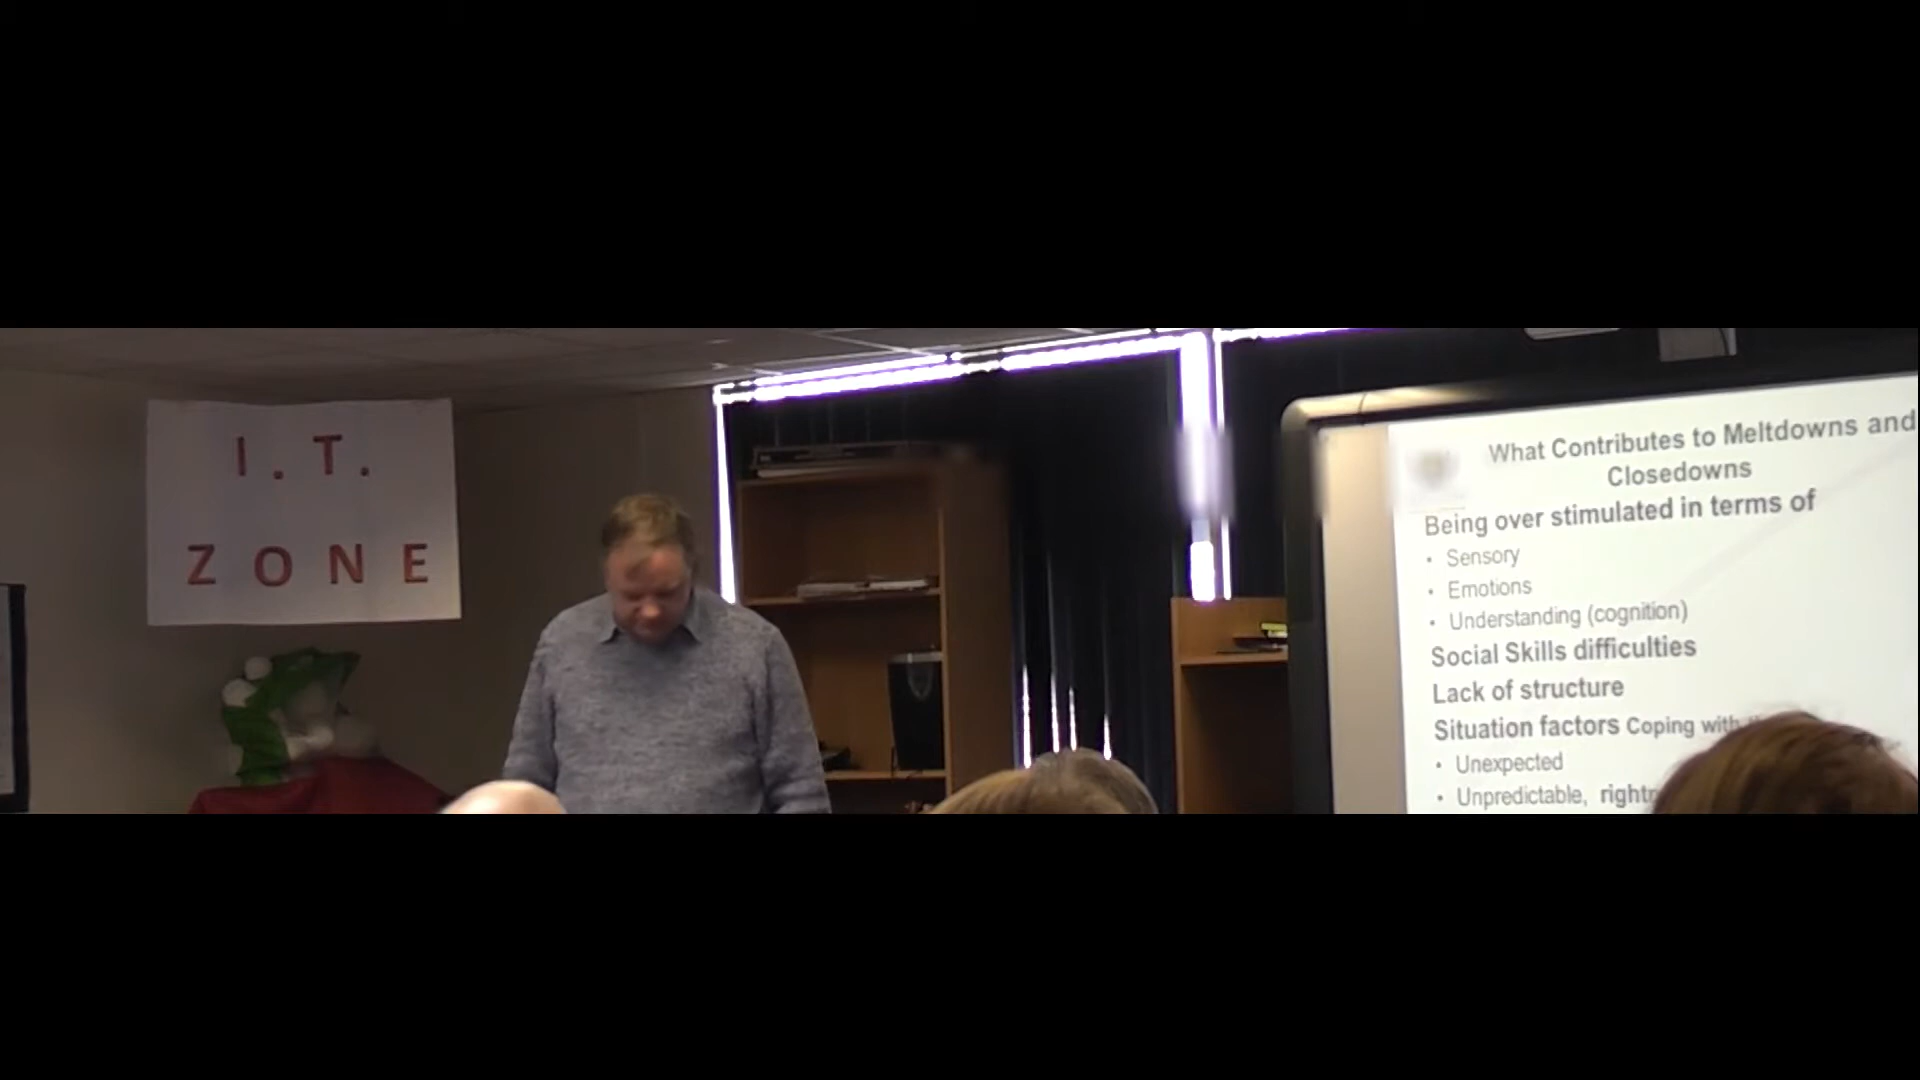 I . T .
Z O N E
What Contributes to Meltdowns and
Closedowns
Being over stimulated in terms of
• Sensory
• Emotions
• Understanding (cognition)
Social Skills difficulties
Lack of structure
Situation factors Coping with
• Unexpected
• Unpredictable,